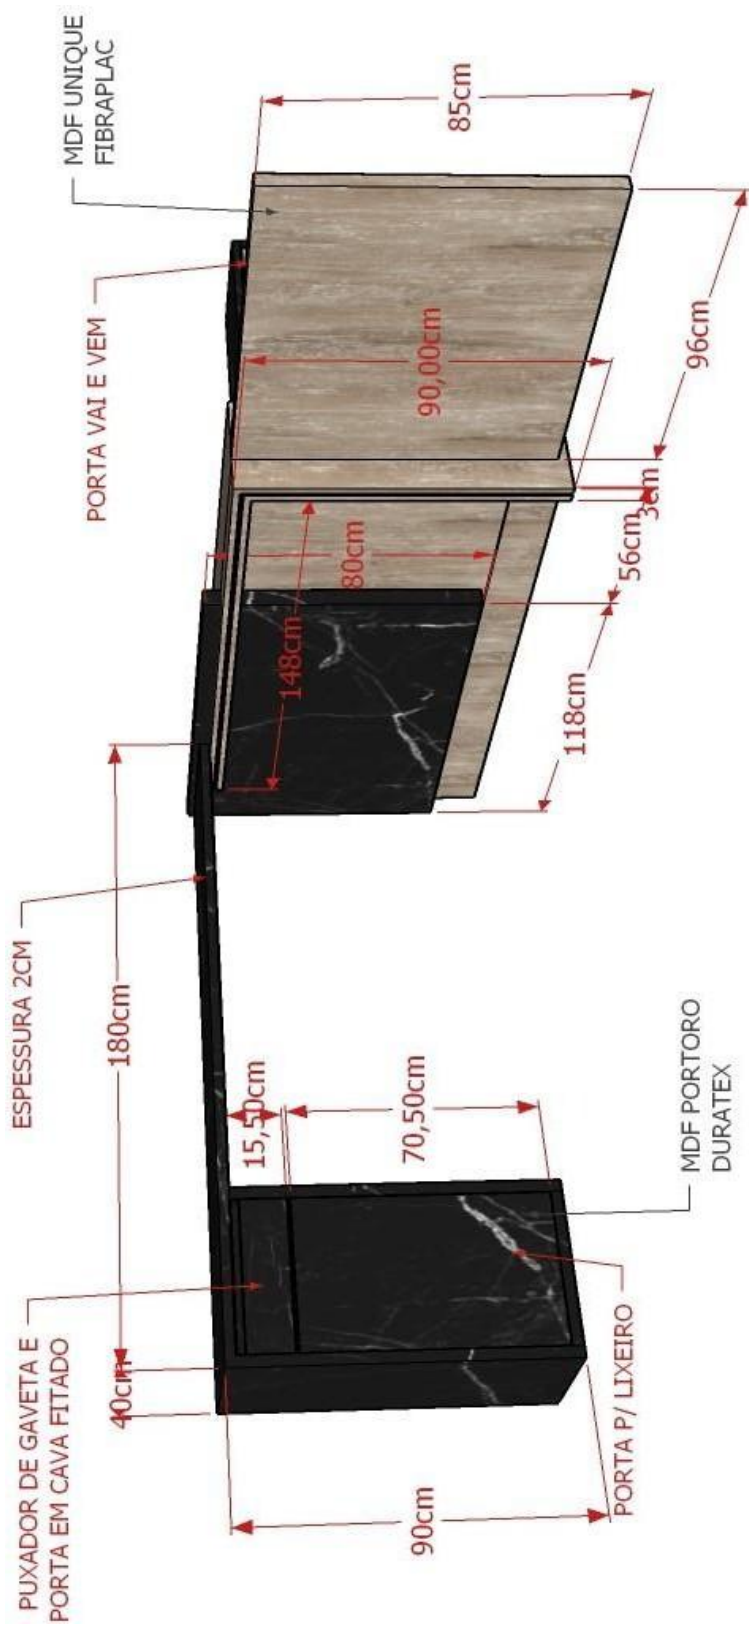 PUXADOR DE GAVETA E
PORTA EM CAVA FITADO
ESPESSURA 2CM
PORTA VAI E VEM
MDF UNIQUE
FIBRAPLAC
40cm
180cm
15,50cm
70,50cm
90cm
148cm
80cm
90,00cm
85cm
118cm
56cm
3cm
96cm
PORTA P/ LIXEIRO
MDF PORTORO
DURATEX